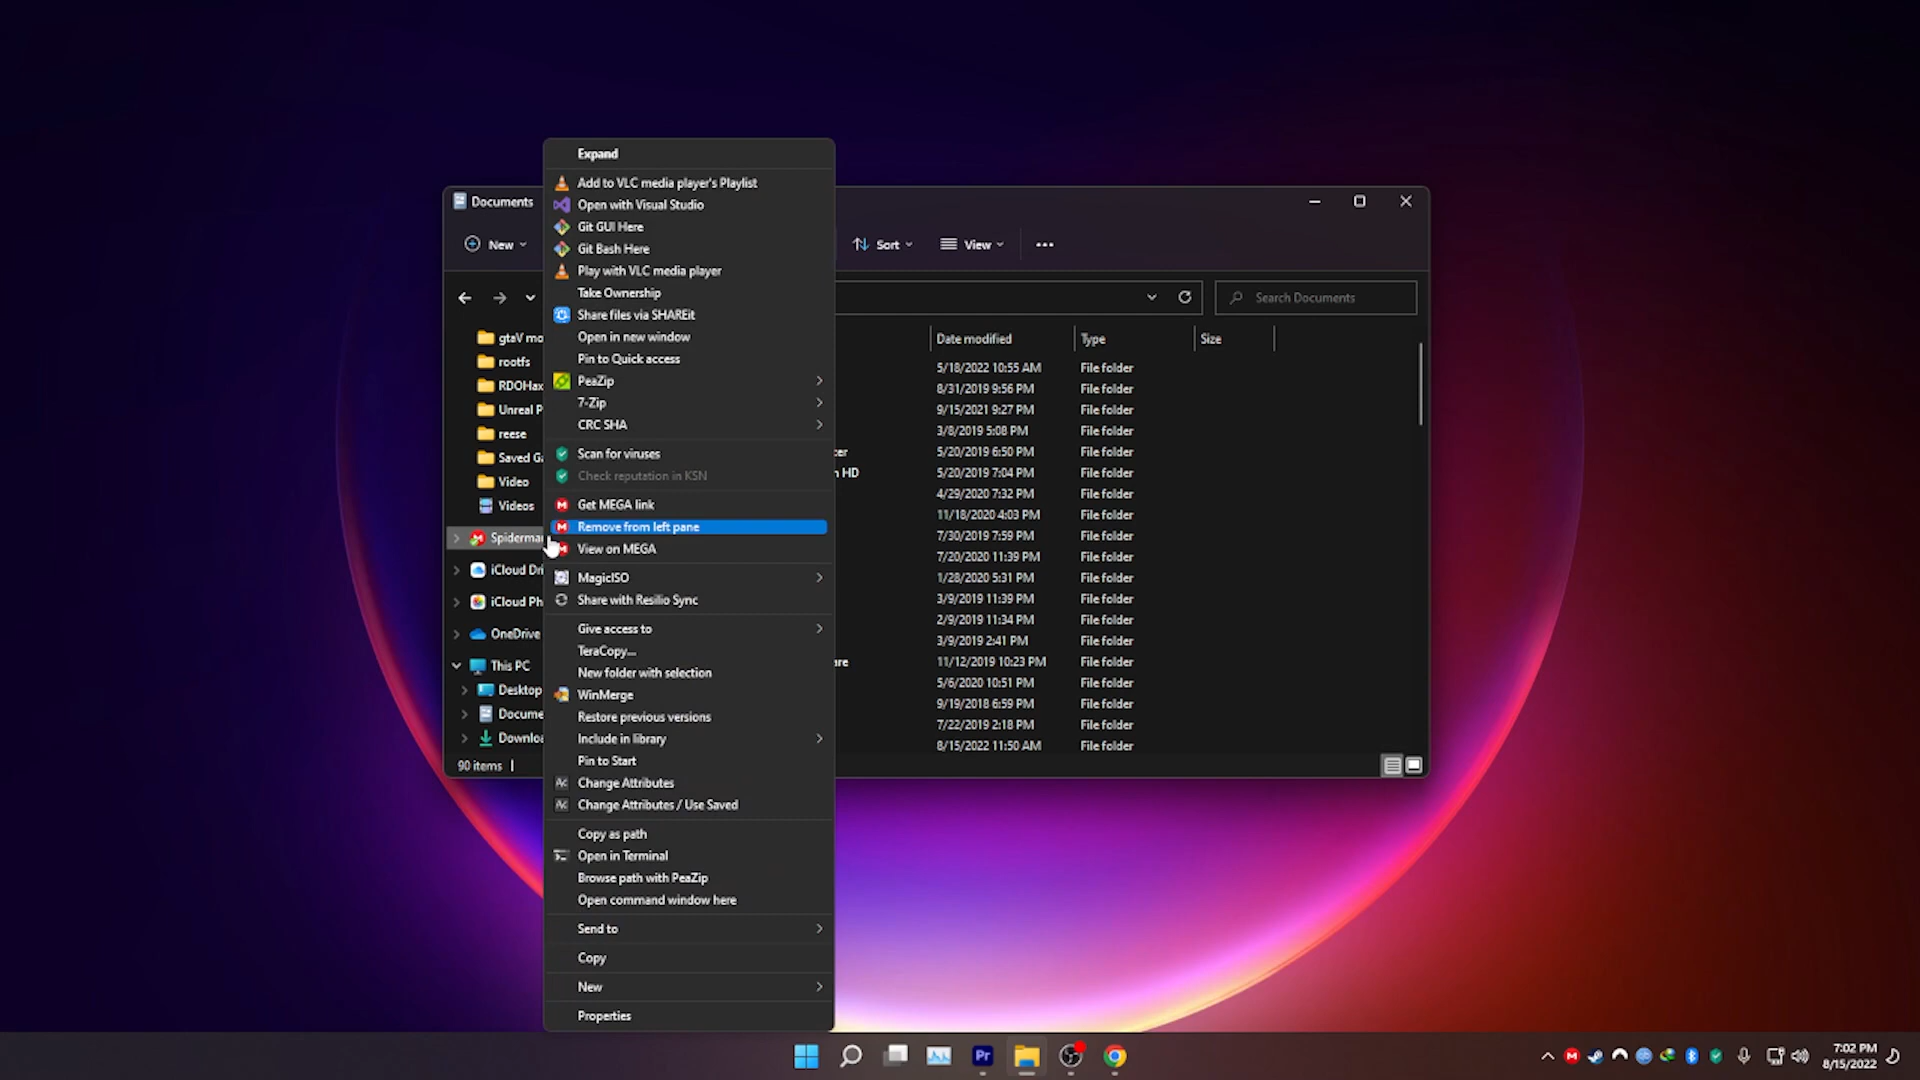 Expand
Add to VLC media player's Playlist
Open with Visual Studio
Git GUI Here
Git Bash Here
Play with VLC media player
Take Ownership
Share files via SHAREit
Open in new window
Pin to Quick access
PeaZip
7-Zip
CRC SHA
Scan for viruses
Check reputation in KSN
Get MEGA link
Remove from left pane
View on MEGA
MagicISO
Share with Resilio Sync
Give access to
TeraCopy...
New folder with selection
WinMerge
Restore previous versions
Include in library
Pin to Start
Change Attributes
Change Attributes / Use Saved
Copy as path
Open in Terminal
Browse path with PeaZip
Open command window here
Send to
Copy
New
Properties
Documents
New
Sort
View
Search Documents
gtaV mo
rootfs
RDOHax
Unreal P
reese
Saved Ga
Video
Videos
Spiderma
iCloud Dri
iCloud Ph
OneDrive
This PC
Desktop
Docume
Downloa
90 items
Date modified Type Size
5/18/2022 10:55 AM File folder
8/31/2019 9:56 PM File folder
9/15/2021 9:27 PM File folder
3/8/2019 5:08 PM File folder
ter 5/20/2019 6:50 PM File folder
n HD 5/20/2019 7:04 PM File folder
4/29/2020 7:32 PM File folder
11/18/2020 4:03 PM File folder
7/30/2019 7:59 PM File folder
7/20/2020 11:39 PM File folder
1/28/2020 5:31 PM File folder
3/9/2019 11:39 PM File folder
2/9/2019 11:34 PM File folder
3/9/2019 2:41 PM File folder
are 11/12/2019 10:23 PM File folder
5/6/2020 10:51 PM File folder
9/19/2018 6:59 PM File folder
7/22/2019 2:18 PM File folder
8/15/2022 11:50 AM File folder
Pr
7:02 PM
8/15/2022